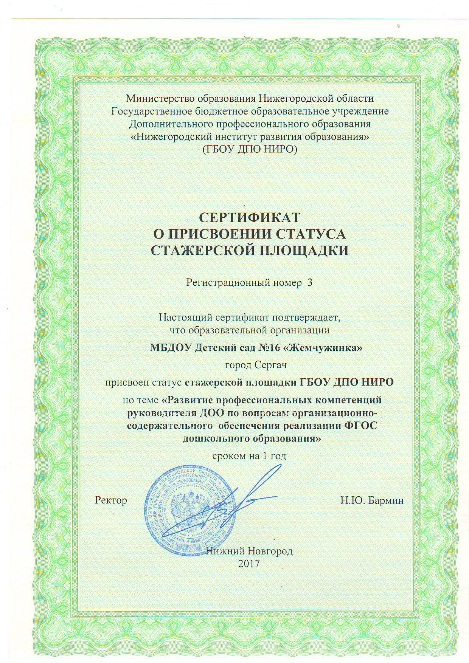 Министерство образования Нижегородской области
Государственное бюджетное образовательное учреждение
Дополнительного профессионального образования
«Нижегородский институт развития образования»
(ГБОУ ДПО НИРО)
СЕРТИФИКАТ
О ПРИСВОЕНИИ СТАТУСА
СТАЖЕРСКОЙ ПЛОЩАДКИ
Регистрационный номер 3
Настоящий сертификат подтверждает,
что образовательной организации
МБДОУ Детский сад №16 «Жемчужинка»
город Сергач
присвоен статус стажерской площадки ГБОУ ДПО НИРО
по теме «Развитие профессиональных компетенций
руководителя ДОО по вопросам организационно-
содержательного обеспечения реализации ФГОС
дошкольного образования»
сроком на 1 год
Ректор Н.Ю. Бармин
Нижний Новгород
2017